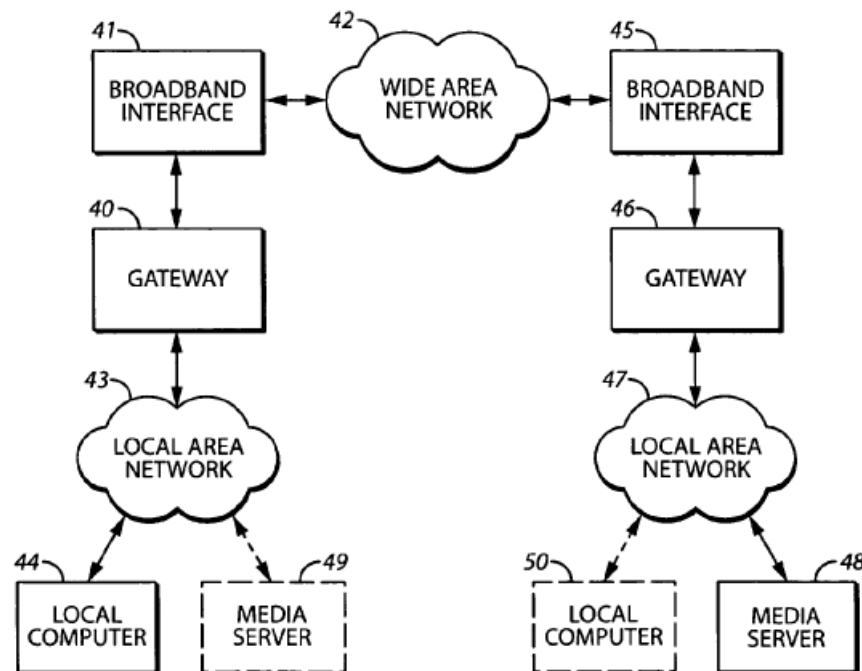 41
42
45
BROADBAND
INTERFACE
WIDE AREA
NETWORK
BROADBAND
INTERFACE
40
46
GATEWAY
GATEWAY
43
47
LOCAL AREA
NETWORK
LOCAL AREA
NETWORK
44
49
50
48
LOCAL
COMPUTER
MEDIA
SERVER
LOCAL
COMPUTER
MEDIA
SERVER